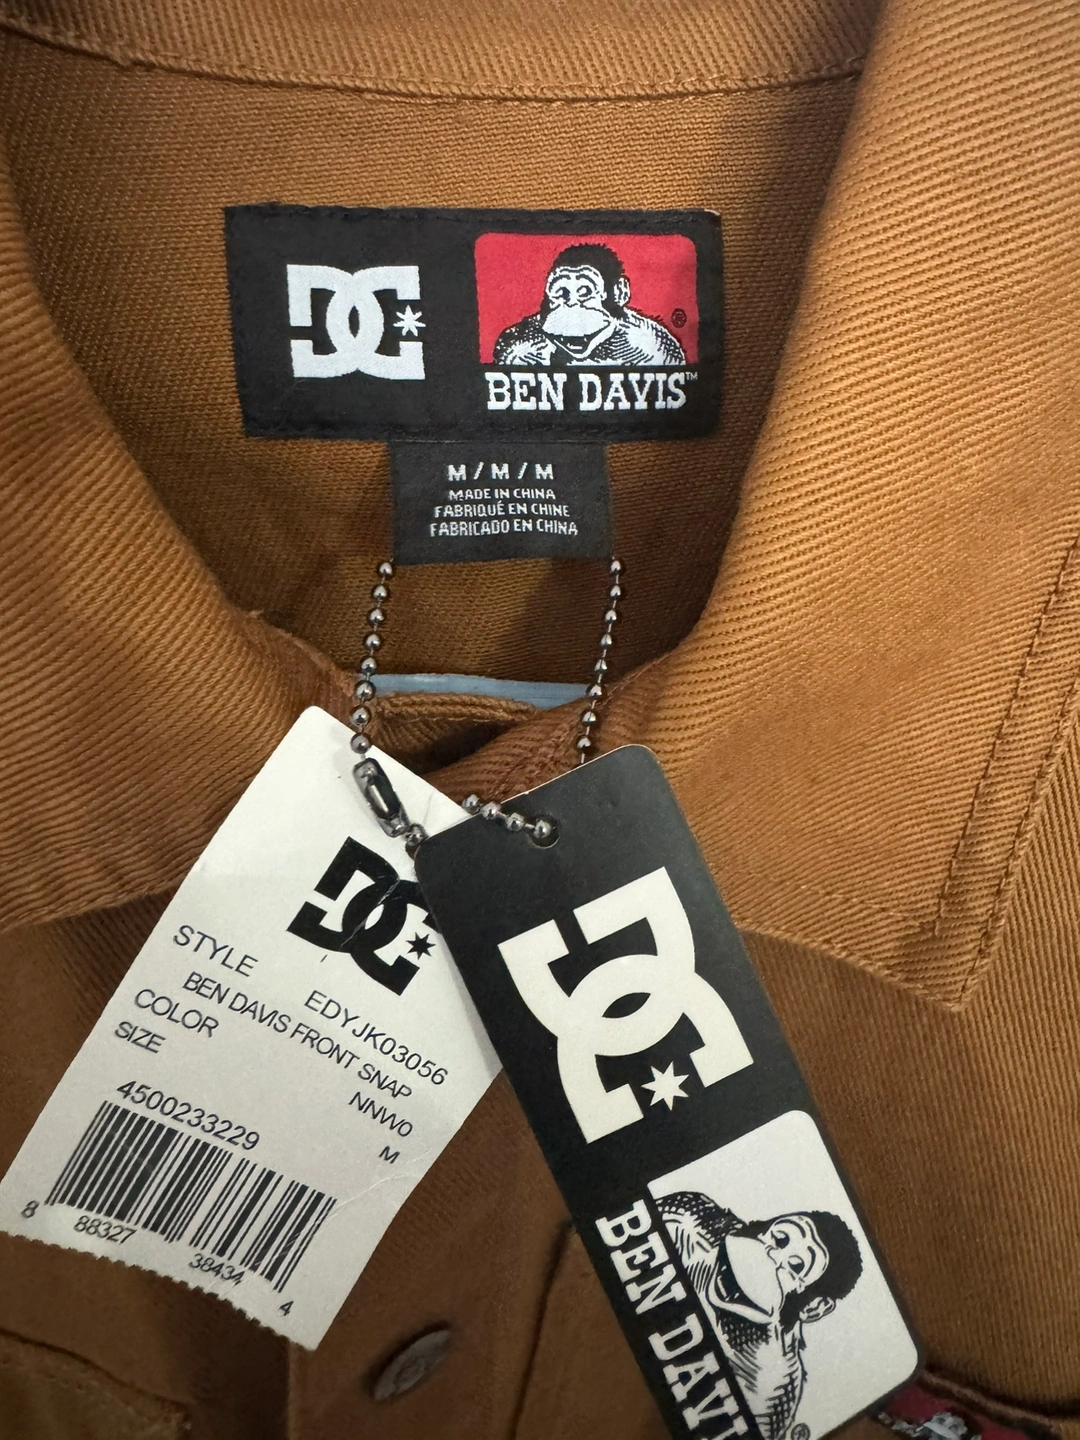 DC
BEN DAVIS™
®
M / M / M
MADE IN CHINA
FABRIQUÉ EN CHINE
FABRICADO EN CHINA
DC
STYLE EDYJK03056
BEN DAVIS FRONT SNAP
COLOR NNW0
SIZE M
4500233229
8 88327 38434 4
DC
BEN DAVI
®